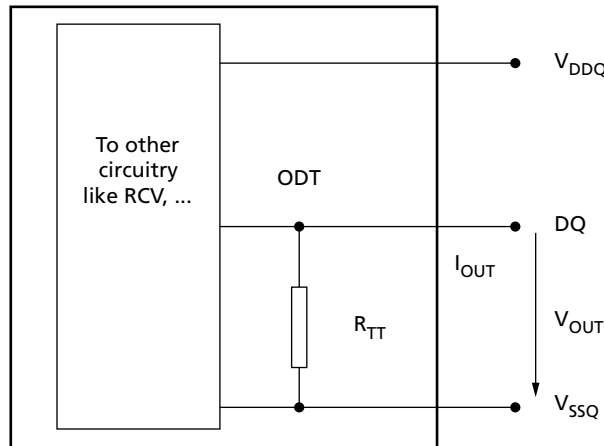 V_DDQ
To other
circuitry
like RCV, ...
ODT
DQ
I_OUT
V_OUT
R_TT
V_SSQ